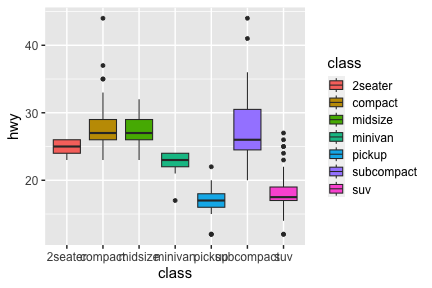 40
30
20
hwy
2seater compact midsize minivan pickup subcompact suv
class
class
2seater
compact
midsize
minivan
pickup
subcompact
suv